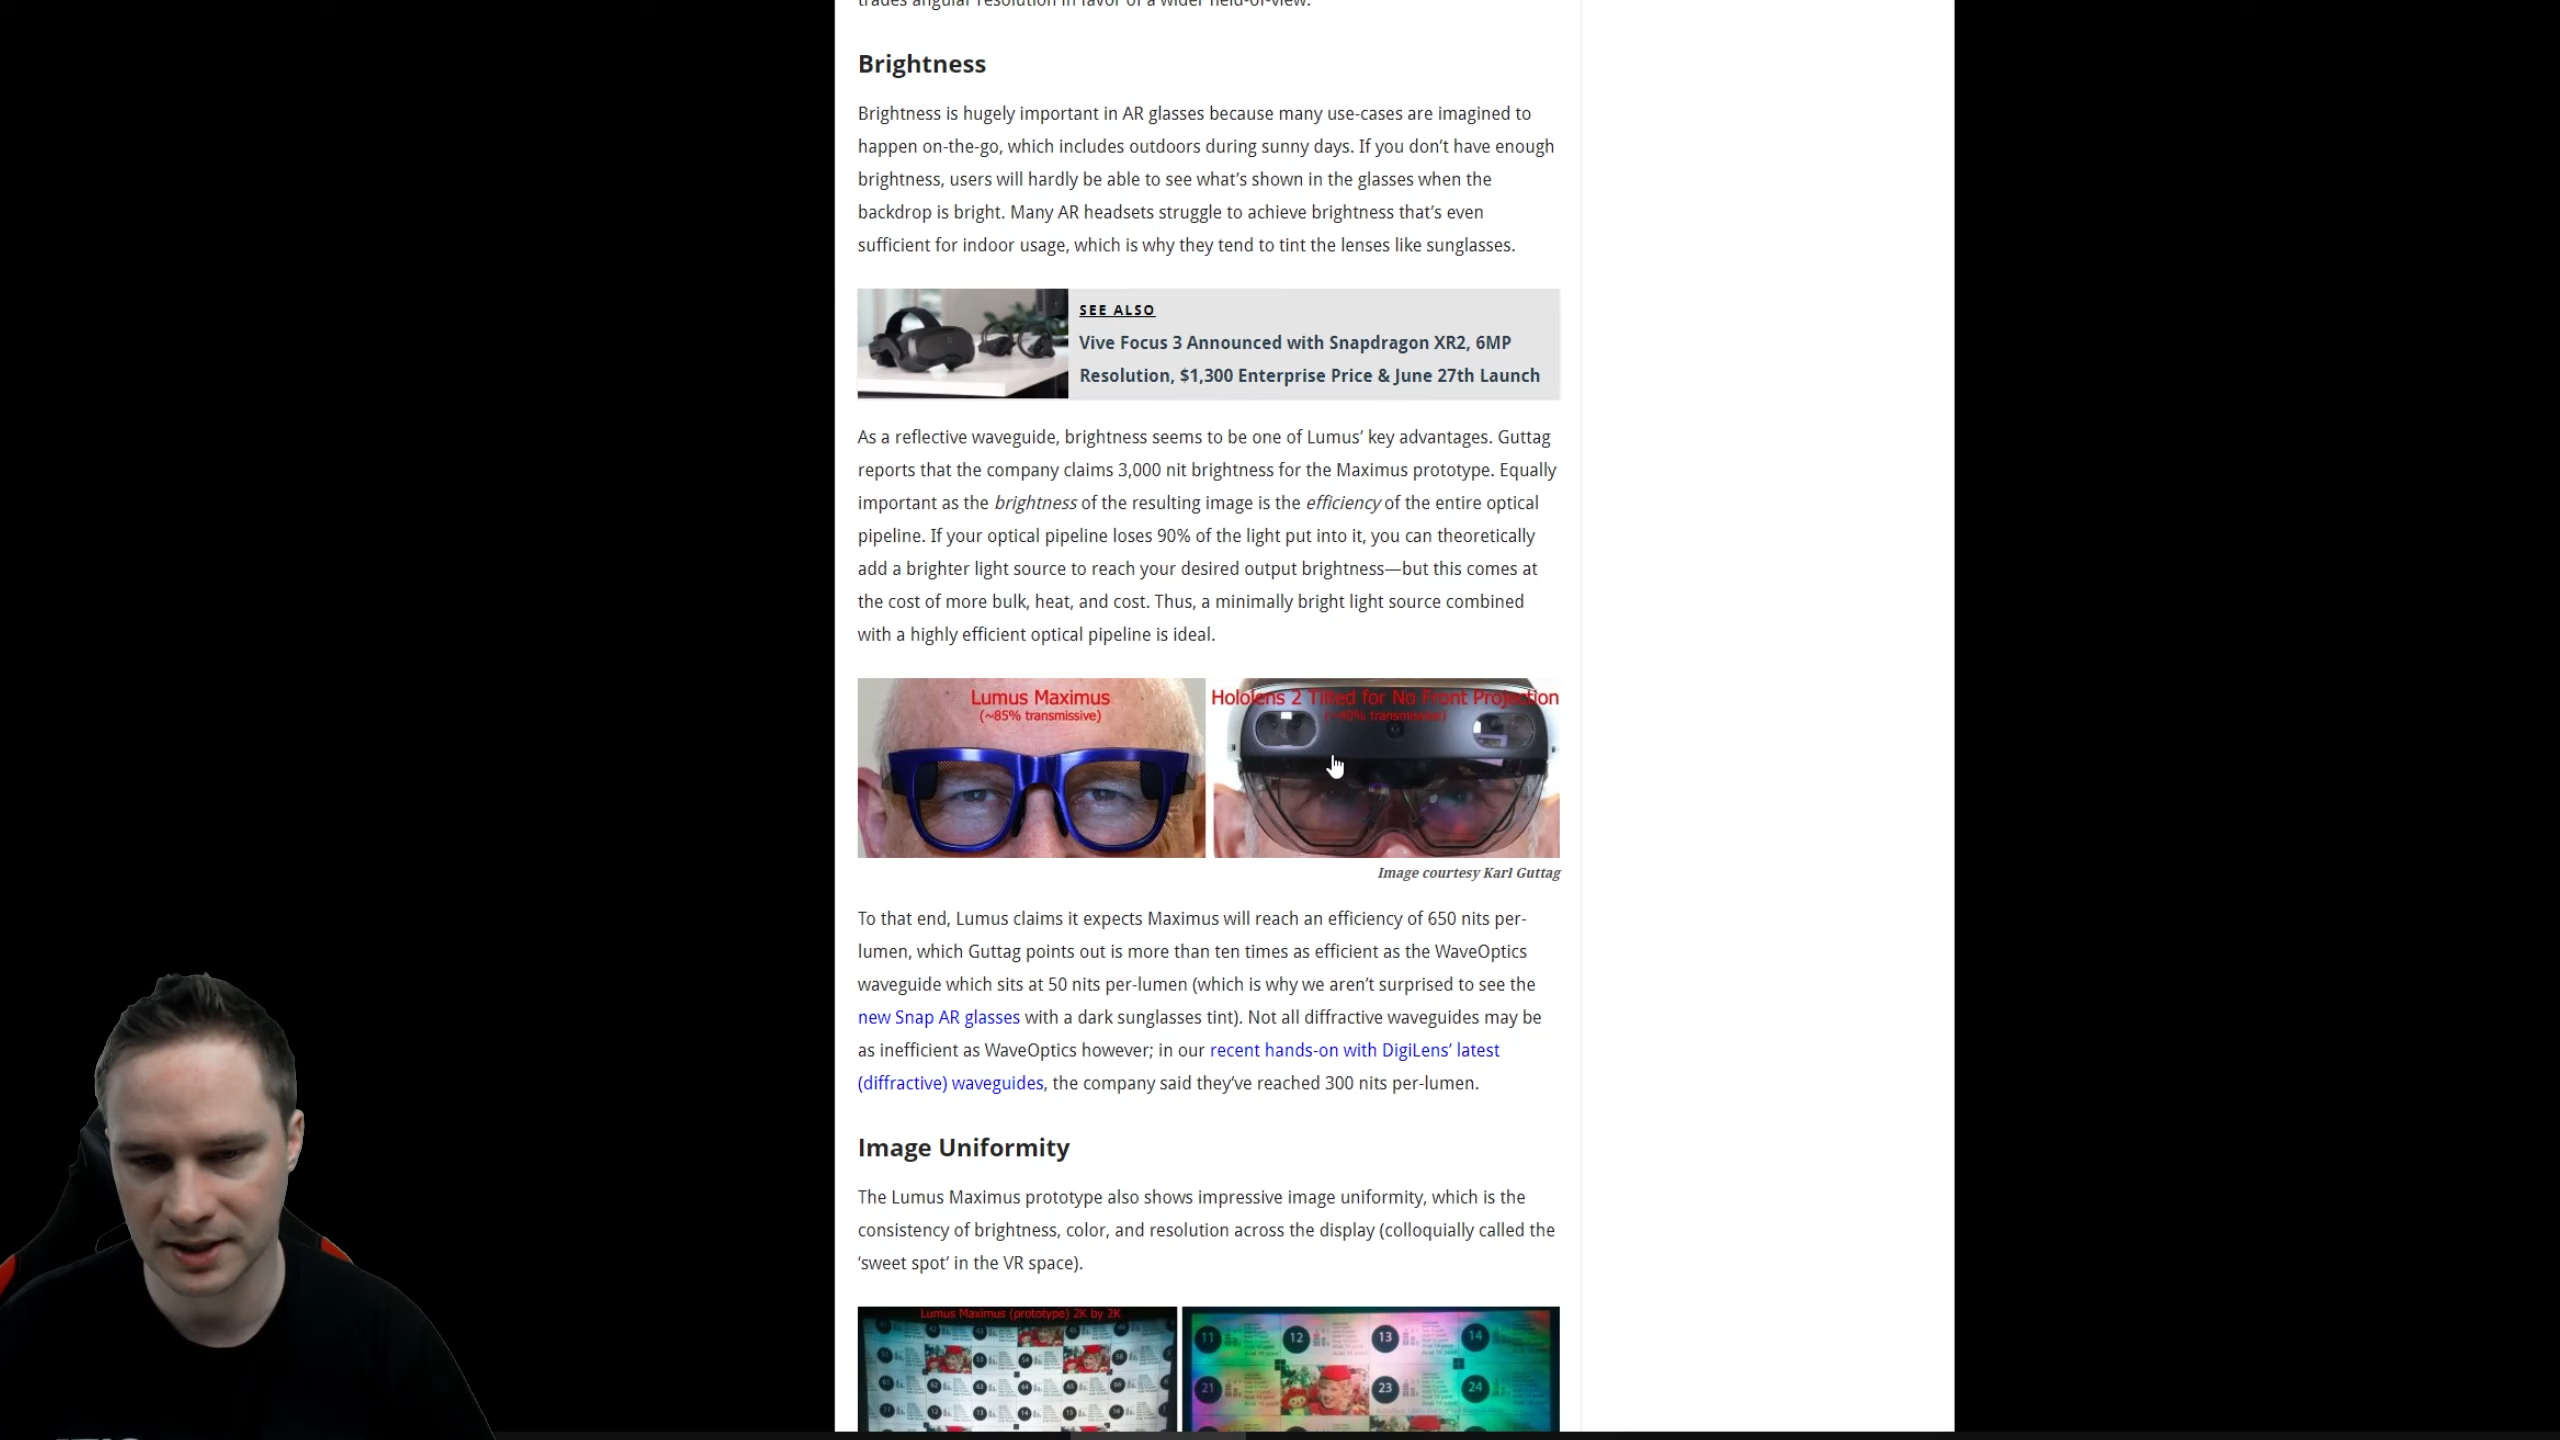 trades angular resolution in favor of a wider field-of-view.
Brightness
Brightness is hugely important in AR glasses because many use-cases are imagined to
happen on-the-go, which includes outdoors during sunny days. If you don’t have enough
brightness, users will hardly be able to see what’s shown in the glasses when the
backdrop is bright. Many AR headsets struggle to achieve brightness that’s even
sufficient for indoor usage, which is why they tend to tint the lenses like sunglasses.
SEE ALSO
Vive Focus 3 Announced with Snapdragon XR2, 6MP
Resolution, $1,300 Enterprise Price & June 27th Launch
As a reflective waveguide, brightness seems to be one of Lumus’ key advantages. Guttag
reports that the company claims 3,000 nit brightness for the Maximus prototype. Equally
important as the brightness of the resulting image is the efficiency of the entire optical
pipeline. If your optical pipeline loses 90% of the light put into it, you can theoretically
add a brighter light source to reach your desired output brightness—but this comes at
the cost of more bulk, heat, and cost. Thus, a minimally bright light source combined
with a highly efficient optical pipeline is ideal.
Lumus Maximus
(~85% transmissive)
Hololens 2 Tilted for No Front Projection
(~40% transmissive)
Image courtesy Karl Guttag
To that end, Lumus claims it expects Maximus will reach an efficiency of 650 nits per-
lumen, which Guttag points out is more than ten times as efficient as the WaveOptics
waveguide which sits at 50 nits per-lumen (which is why we aren’t surprised to see the
new Snap AR glasses with a dark sunglasses tint). Not all diffractive waveguides may be
as inefficient as WaveOptics however; in our recent hands-on with DigiLens’ latest
(diffractive) waveguides, the company said they’ve reached 300 nits per-lumen.
Image Uniformity
The Lumus Maximus prototype also shows impressive image uniformity, which is the
consistency of brightness, color, and resolution across the display (colloquially called the
‘sweet spot’ in the VR space).
Lumus Maximus (prototype) 2K by 2K
11 12 13 14
21 23 24